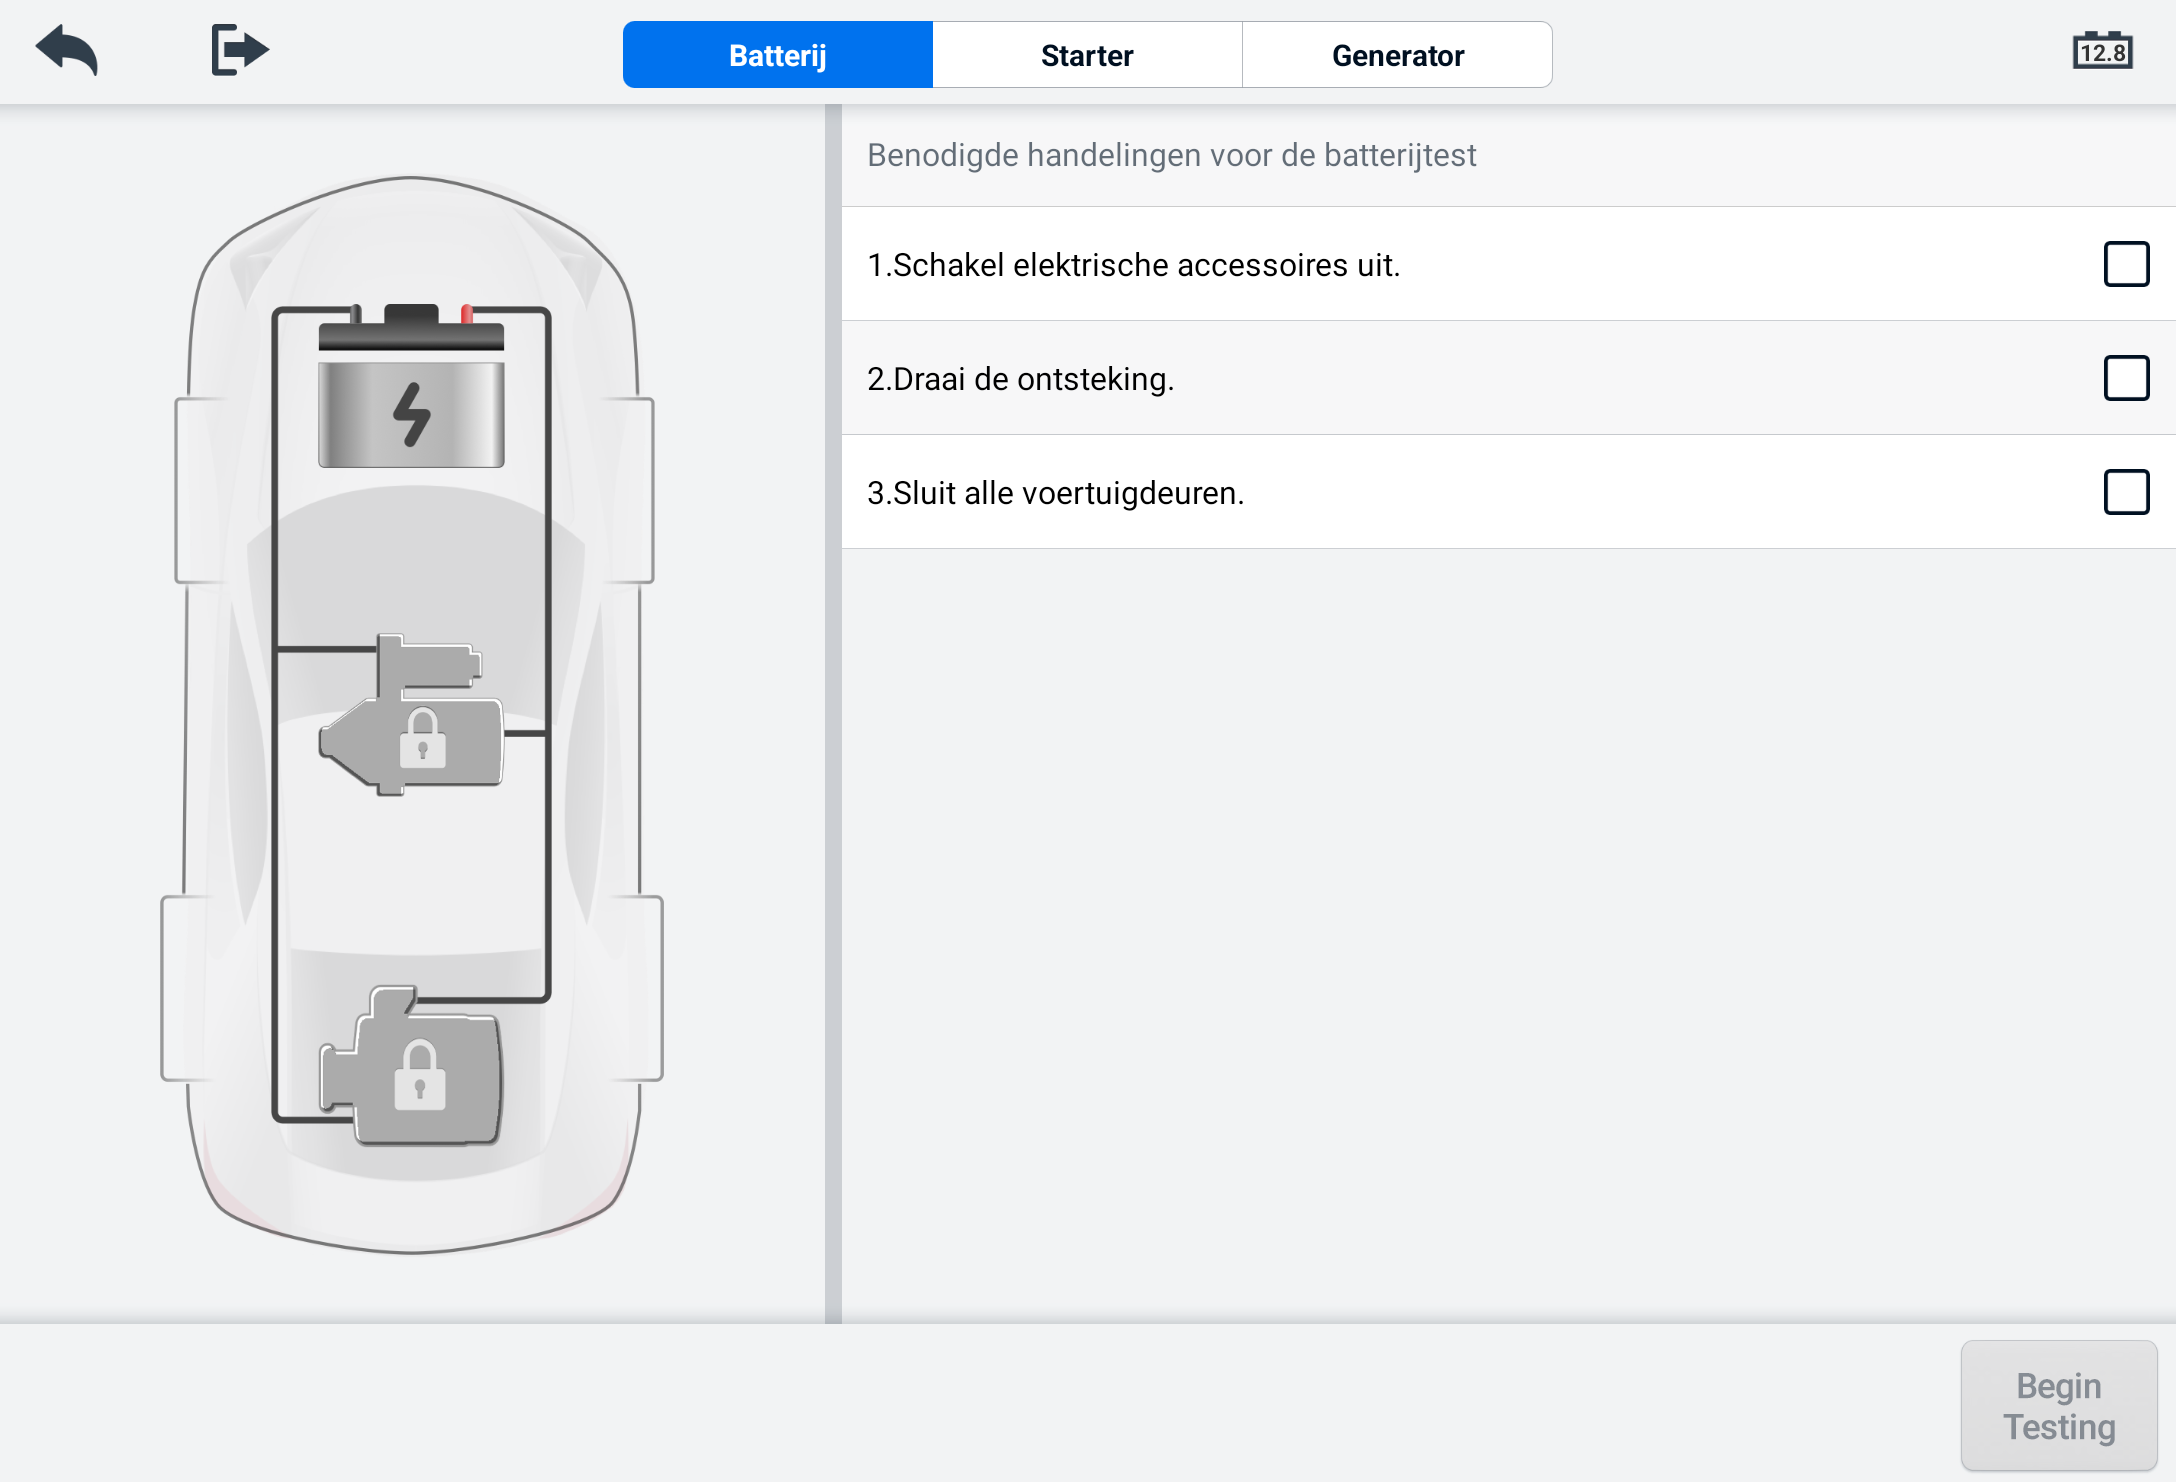 Batterij
Starter
Generator
12.8
Benodigde handelingen voor de batterijtest
1.Schakel elektrische accessoires uit.
2.Draai de ontsteking.
3.Sluit alle voertuigdeuren.
Begin
Testing